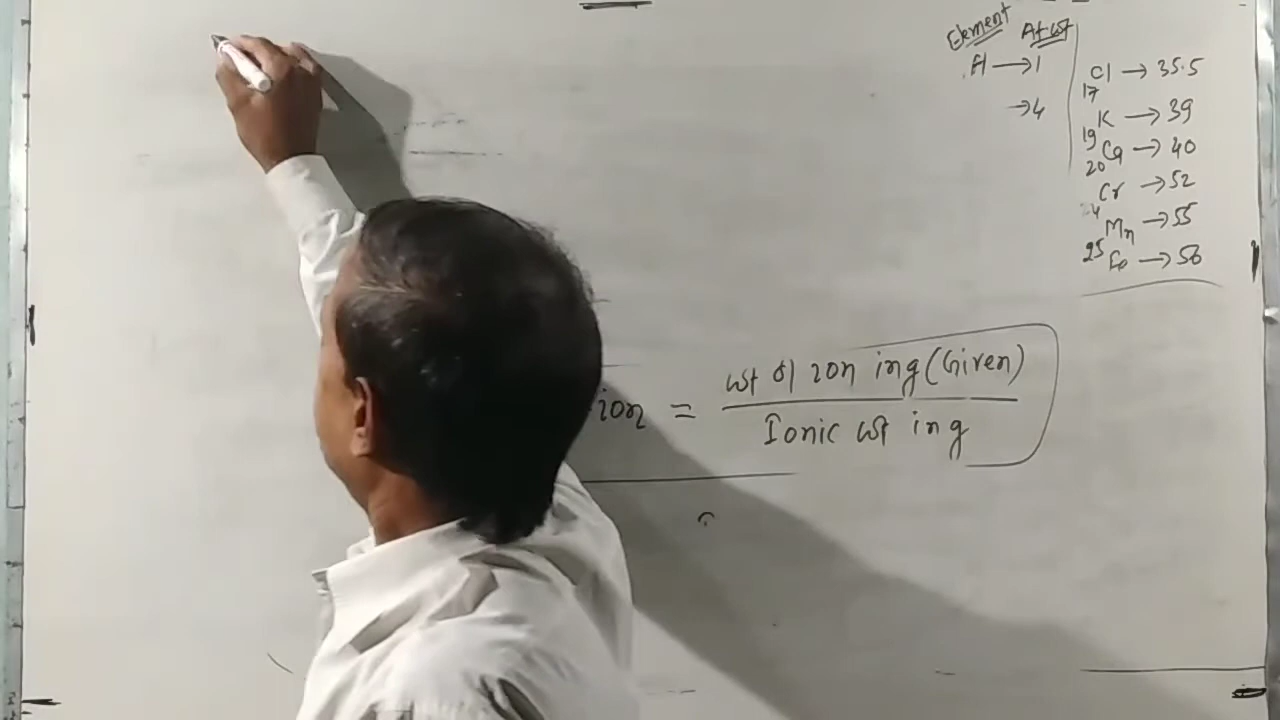 Element At wt
H → 1
→ 4
17 Cl → 35.5
19 K → 39
20 Ca → 40
Cr → 52
25 Mn → 55
Fe → 56
ion = wt of ion in g (Given)
Ionic wt in g